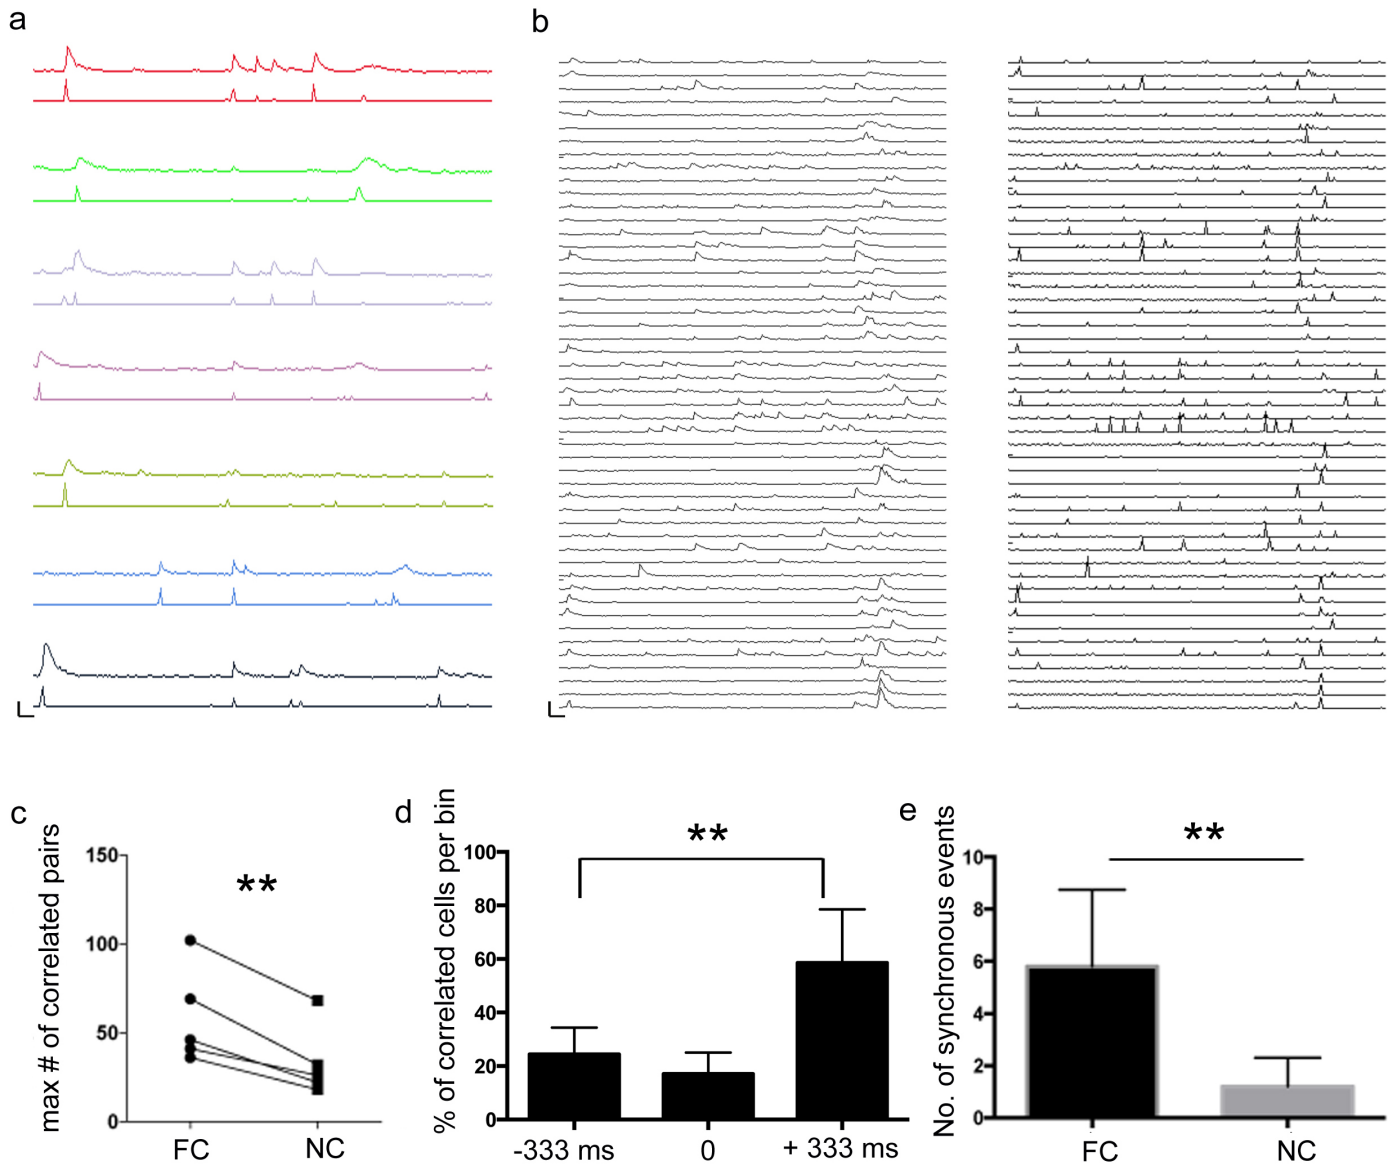 a
b
c
max # of correlated pairs
150
100
50
0
**
FC
NC
d
% of correlated cells per bin
100
80
60
40
20
0
**
-333 ms
0
+ 333 ms
e
No. of synchronous events
10
8
6
4
2
0
**
FC
NC